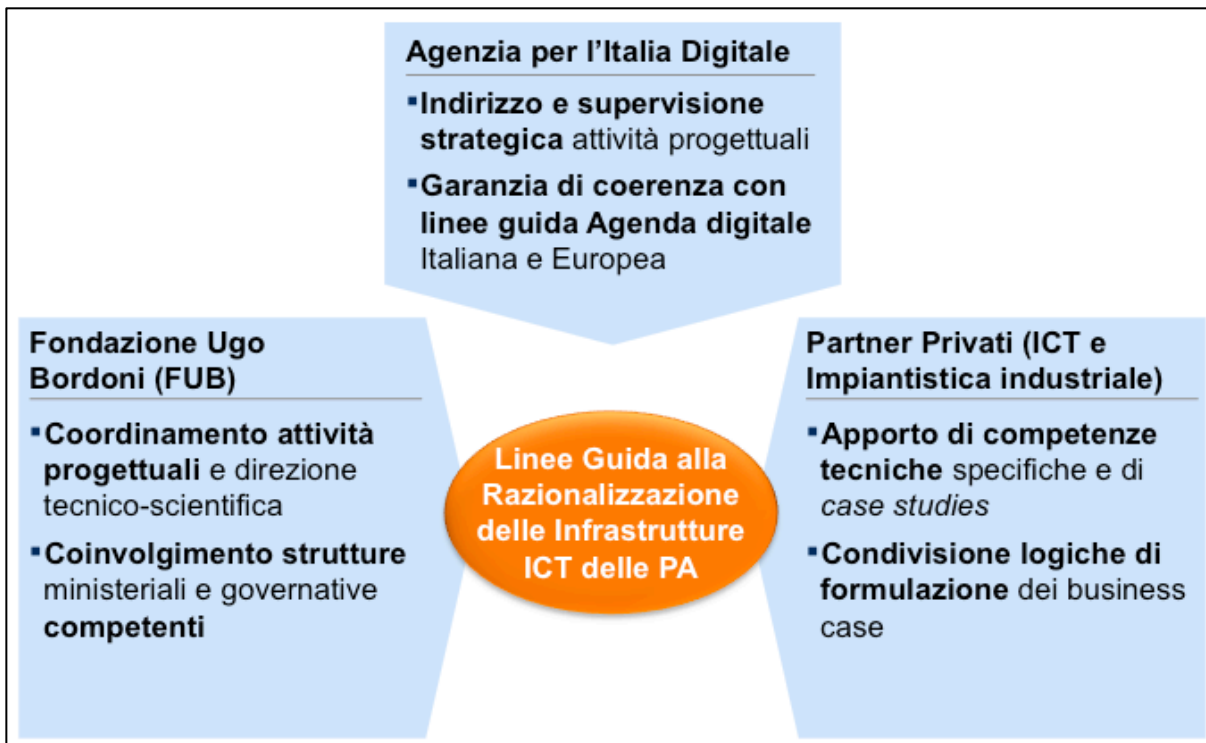 Agenzia per l'Italia Digitale
▪Indirizzo e supervisione
strategica attività progettuali
▪Garanzia di coerenza con
linee guida Agenda digitale
Italiana e Europea
Fondazione Ugo
Bordoni (FUB)
▪Coordinamento attività
progettuali e direzione
tecnico-scientifica
▪Coinvolgimento strutture
ministeriali e governative
competenti
Linee Guida alla
Razionalizzazione
delle Infrastrutture
ICT delle PA
Partner Privati (ICT e
Impiantistica industriale)
▪Apporto di competenze
tecniche specifiche e di
case studies
▪Condivisione logiche di
formulazione dei business
case